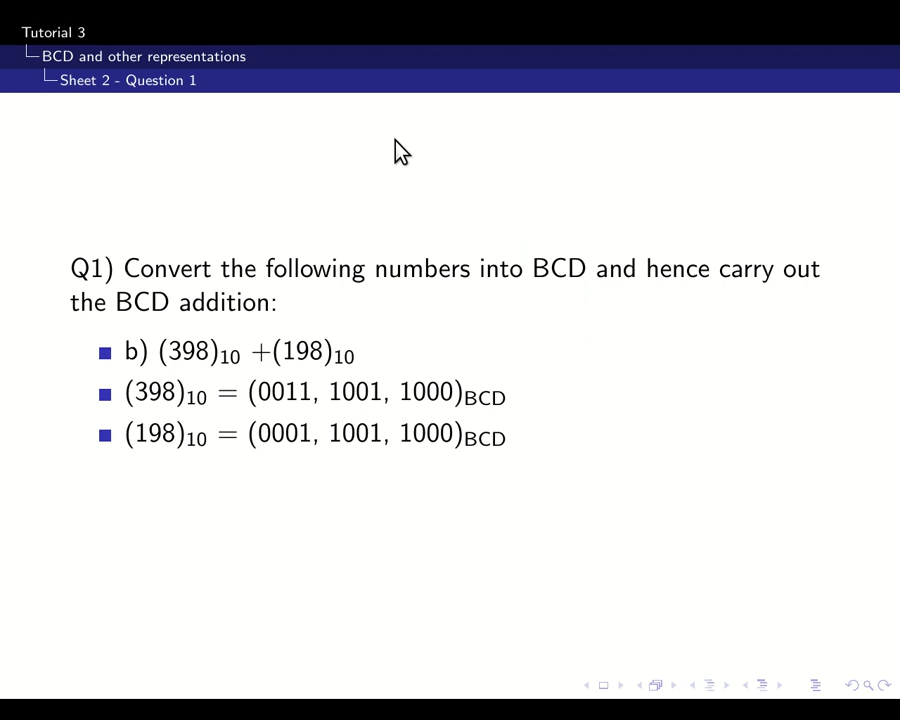 Tutorial 3
BCD and other representations
Sheet 2 - Question 1
Q1) Convert the following numbers into BCD and hence carry out
the BCD addition:
b) (398)₁₀ +(198)₁₀
(398)₁₀ = (0011, 1001, 1000)BCD
(198)₁₀ = (0001, 1001, 1000)BCD